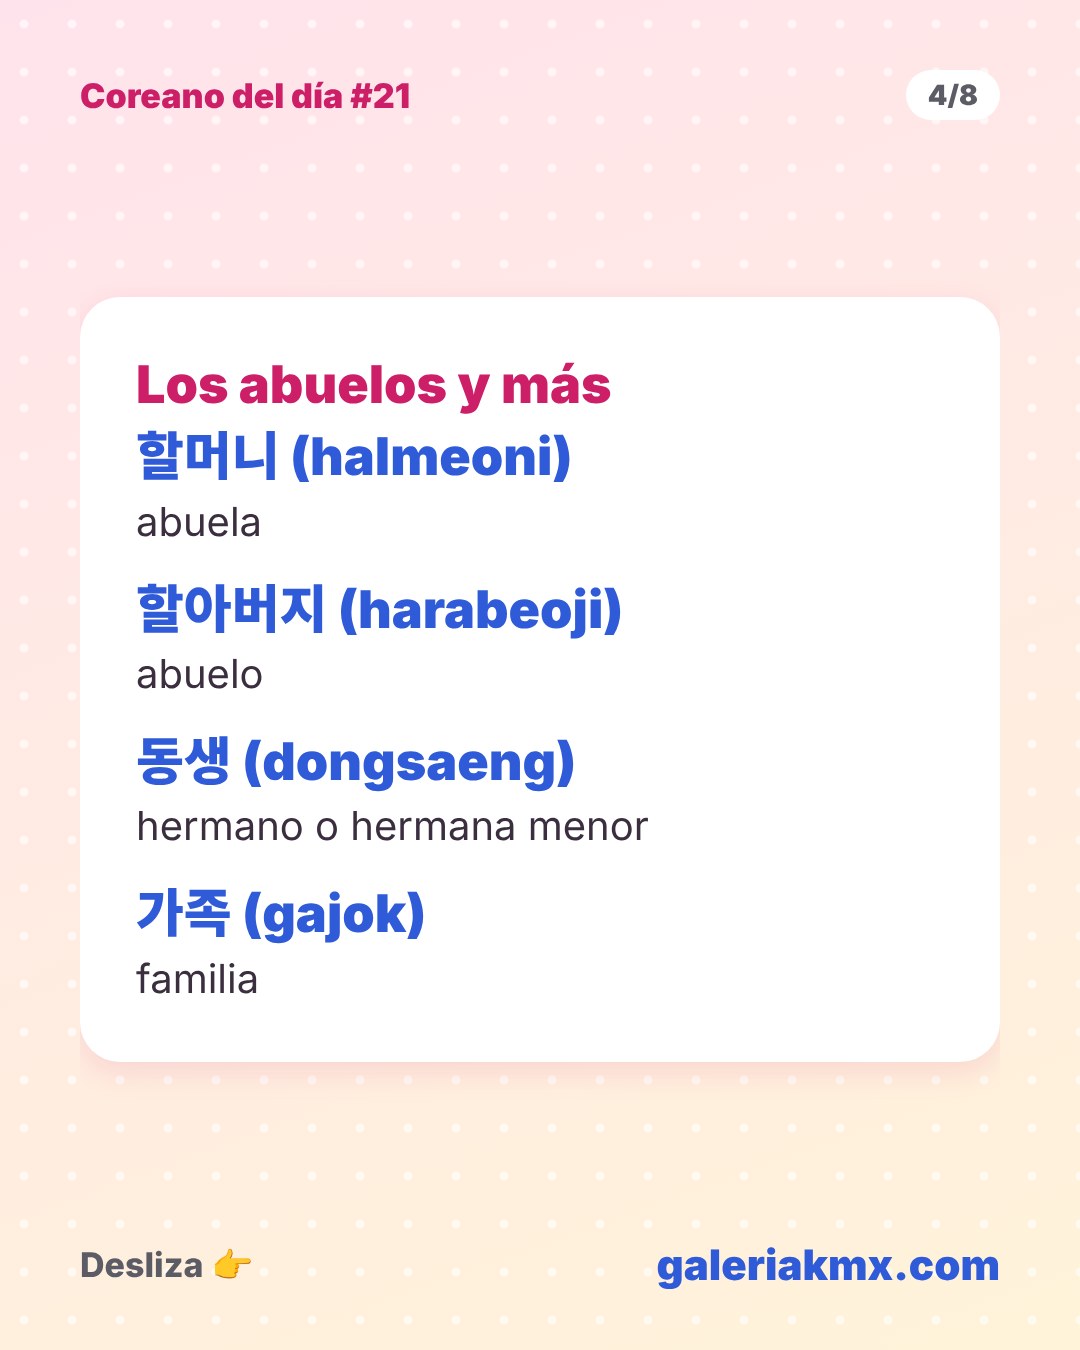 Coreano del día #21
4/8
Los abuelos y más
할머니 (halmeoni)
abuela
할아버지 (harabeoji)
abuelo
동생 (dongsaeng)
hermano o hermana menor
가족 (gajok)
familia
Desliza 👉
galeriakmx.com